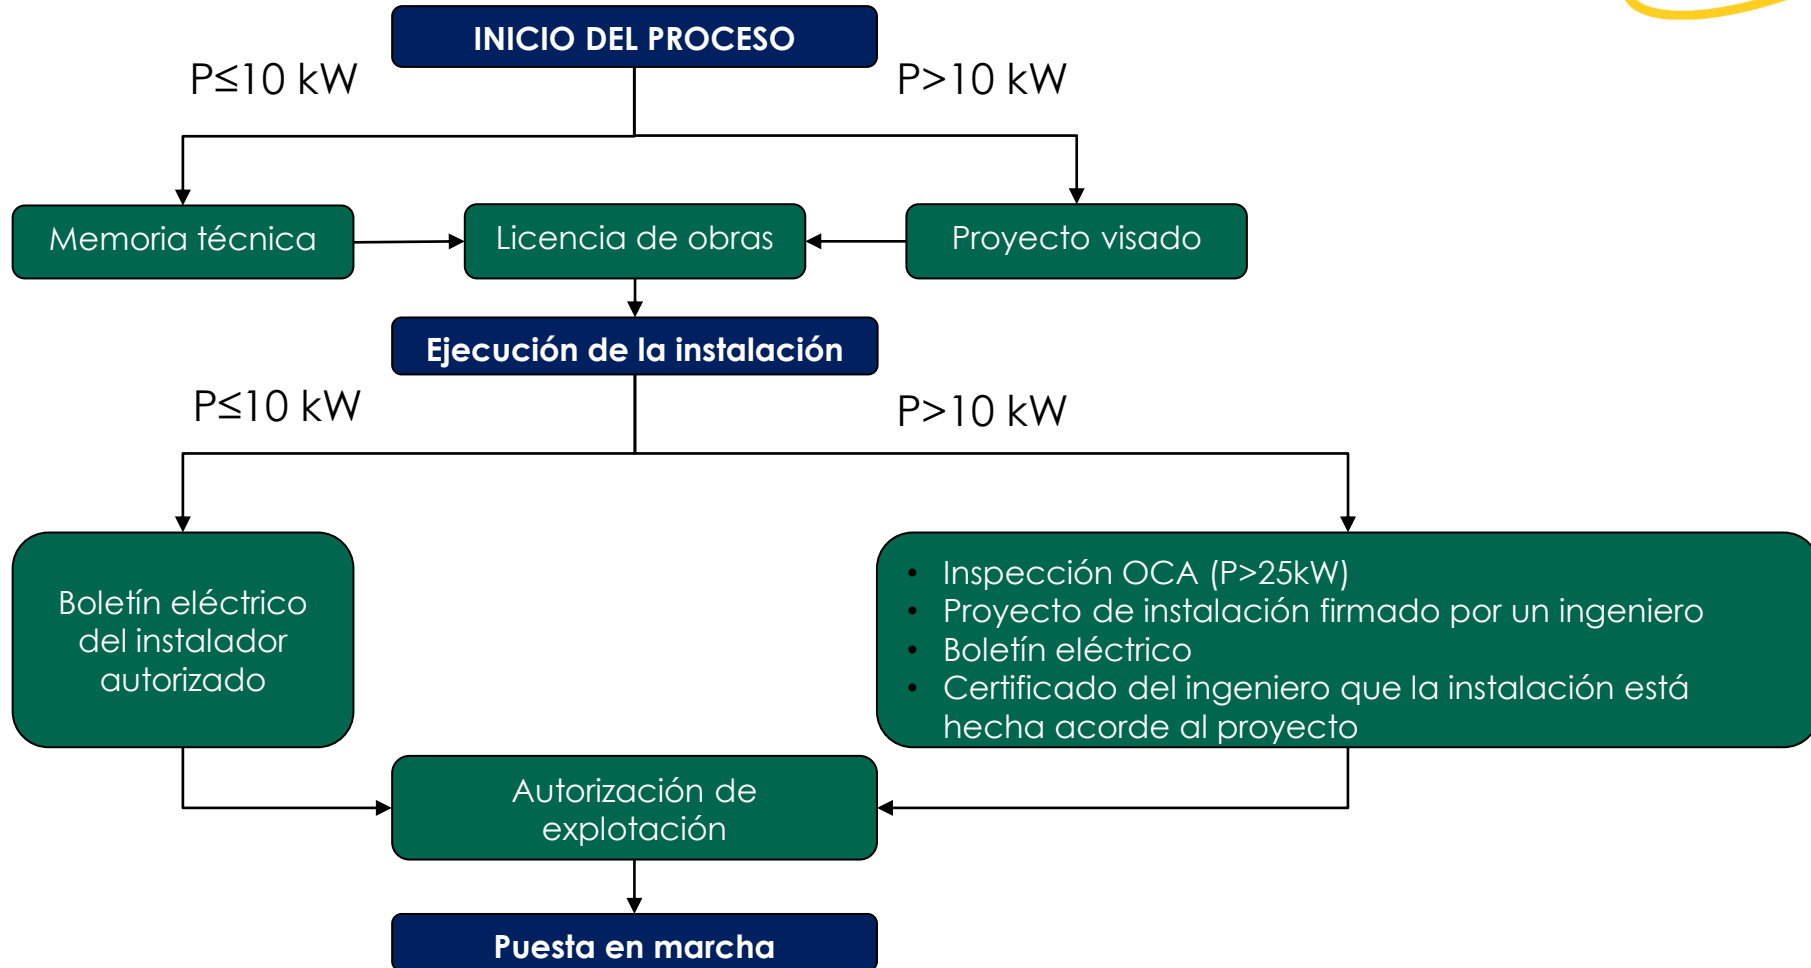 INICIO DEL PROCESO
P≤10 kW
P>10 kW
Memoria técnica
Licencia de obras
Proyecto visado
Ejecución de la instalación
P≤10 kW
P>10 kW
Boletín eléctrico
del instalador
autorizado
• Inspección OCA (P>25kW)
• Proyecto de instalación firmado por un ingeniero
• Boletín eléctrico
• Certificado del ingeniero que la instalación está
hecha acorde al proyecto
Autorización de
explotación
Puesta en marcha